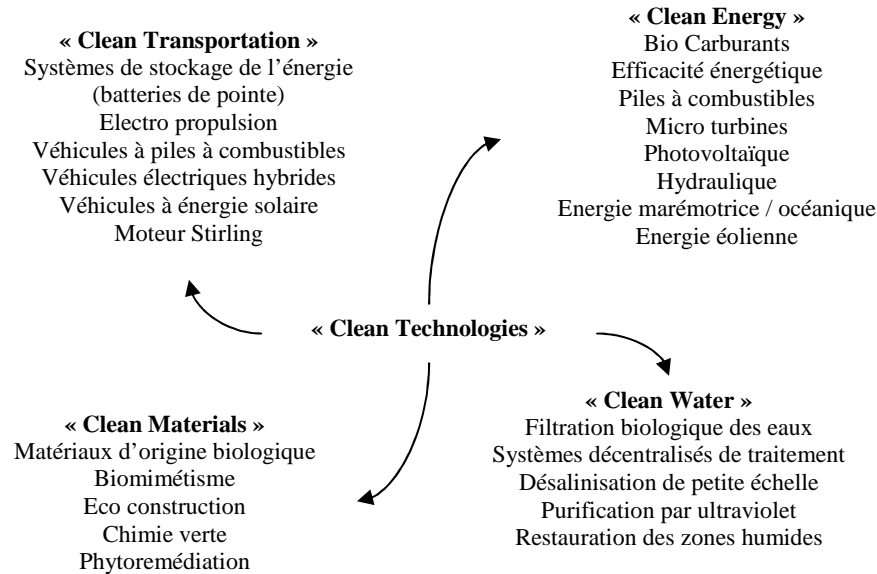 « Clean Transportation »
Systèmes de stockage de l’énergie
(batteries de pointe)
Electro propulsion
Véhicules à piles à combustibles
Véhicules électriques hybrides
Véhicules à énergie solaire
Moteur Stirling
« Clean Energy »
Bio Carburants
Efficacité énergétique
Piles à combustibles
Micro turbines
Photovoltaïque
Hydraulique
Energie marémotrice / océanique
Energie éolienne
« Clean Technologies »
« Clean Materials »
Matériaux d’origine biologique
Biomimétisme
Eco construction
Chimie verte
Phytoremédiation
« Clean Water »
Filtration biologique des eaux
Systèmes décentralisés de traitement
Désalinisation de petite échelle
Purification par ultraviolet
Restauration des zones humides